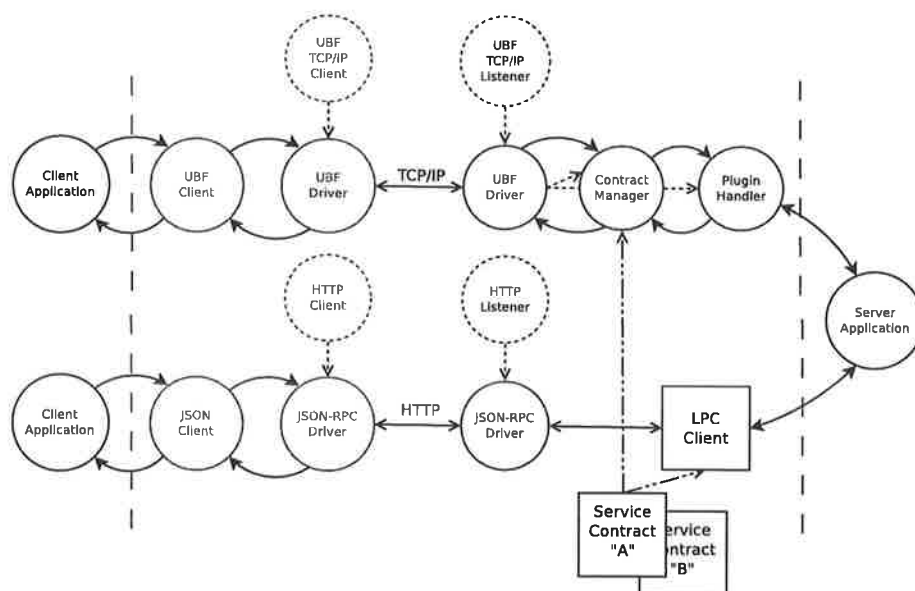 UBF
TCP/IP
Client
UBF
TCP/IP
Listener
Client
Application
UBF
Client
UBF
Driver
TCP/IP
UBF
Driver
Contract
Manager
Plugin
Handler
HTTP
Client
HTTP
Listener
Server
Application
Client
Application
JSON
Client
JSON-RPC
Driver
HTTP
JSON-RPC
Driver
LPC
Client
Service
Contract
"A"
ervice
ontract
"B"